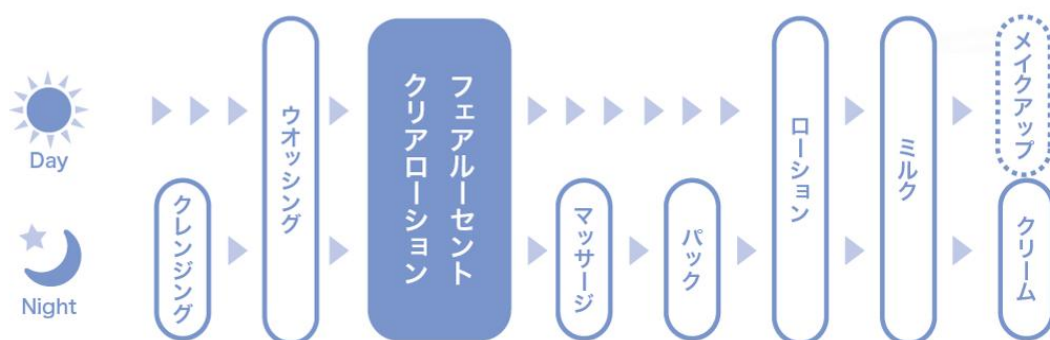 Day
Night
クレンジング
ウオッシング
フェアルーセント
クリアローション
マッサージ
パック
ローション
ミルク
メイクアップ
クリーム